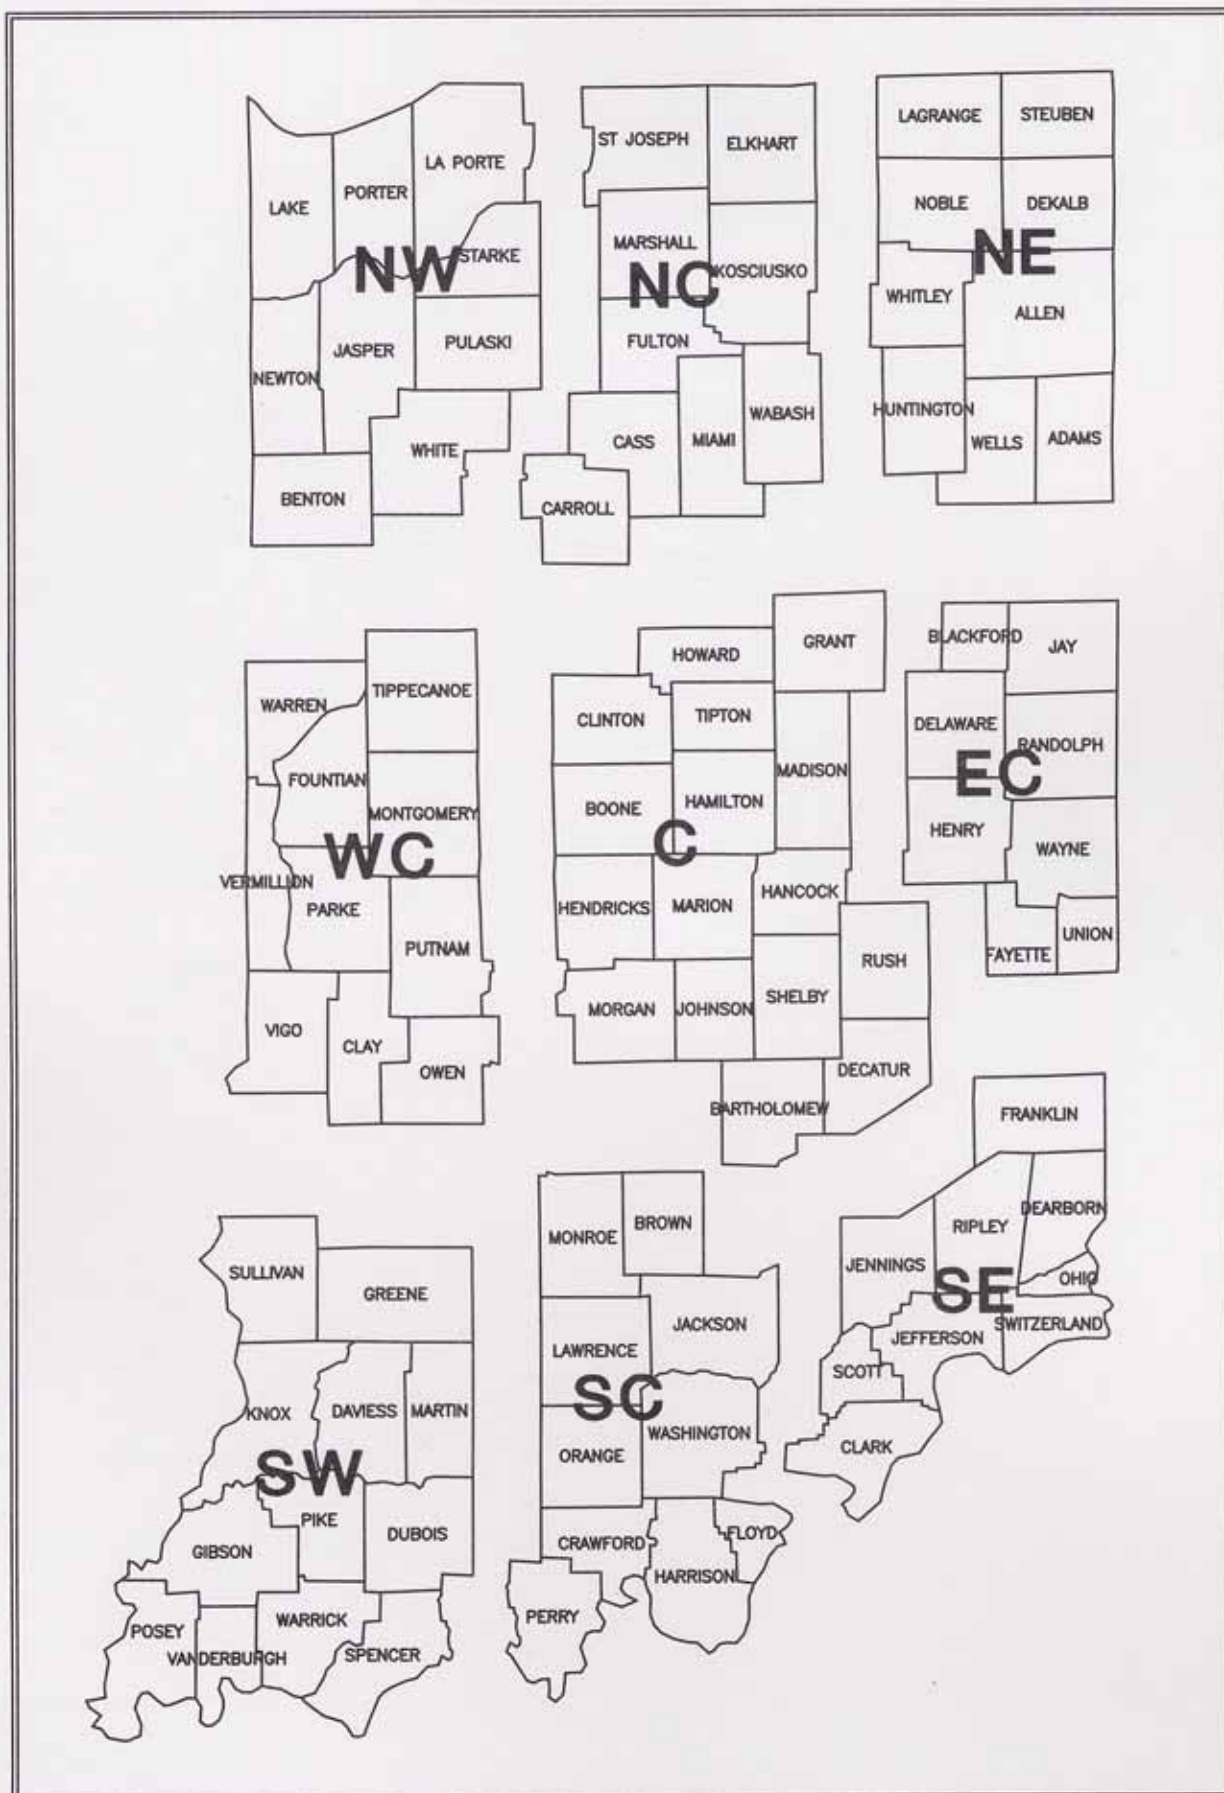 LAKE
PORTER
LA PORTE
NW
STARKE
NEWTON
JASPER
PULASKI
WHITE
BENTON
ST JOSEPH
ELKHART
MARSHALL
NC
KOSCIUSKO
FULTON
CASS
MIAMI
WABASH
CARROLL
LAGRANGE
STEUBEN
NOBLE
DEKALB
NE
WHITLEY
ALLEN
HUNTINGTON
WELLS
ADAMS
WARREN
TIPPECANOE
FOUNTIAN
MONTGOMERY
WC
VERMILLION
PARKE
PUTNAM
VIGO
CLAY
OWEN
HOWARD
GRANT
CLINTON
TIPTON
MADISON
BOONE
HAMILTON
C
HENDRICKS
MARION
HANCOCK
RUSH
MORGAN
JOHNSON
SHELBY
DECATUR
BARTHOLOMEW
BLACKFORD
JAY
DELAWARE
RANDOLPH
EC
HENRY
WAYNE
FAYETTE
UNION
SULLIVAN
GREENE
KNOX
DAVIESS
MARTIN
SW
PIKE
DUBOIS
GIBSON
POSEY
VANDERBURGH
WARRICK
SPENCER
MONROE
BROWN
LAWRENCE
JACKSON
SC
ORANGE
WASHINGTON
CRAWFORD
FLOYD
HARRISON
PERRY
FRANKLIN
RIPLEY
DEARBORN
JENNINGS
SE
OHIO
JEFFERSON
SWITZERLAND
SCOTT
CLARK